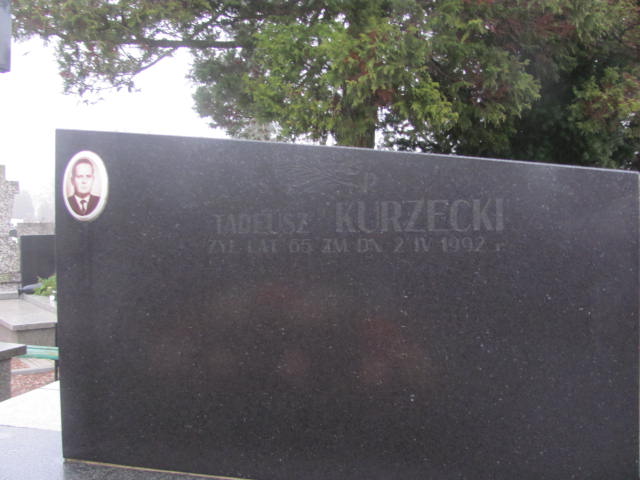 Ś P
TADEUSZ KURZECKI
ŻYŁ LAT 65 ZM DN 2 IV 1992 r